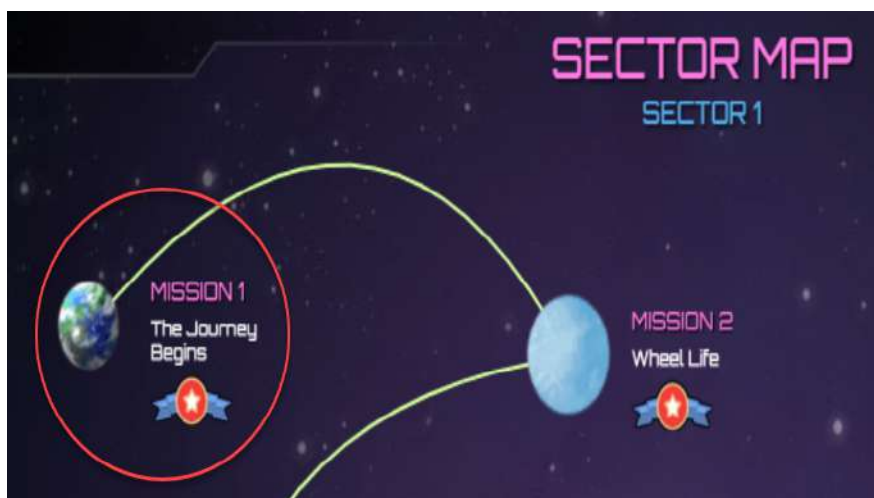 SECTOR MAP
SECTOR 1
MISSION 1
The Journey
Begins
MISSION 2
Wheel Life